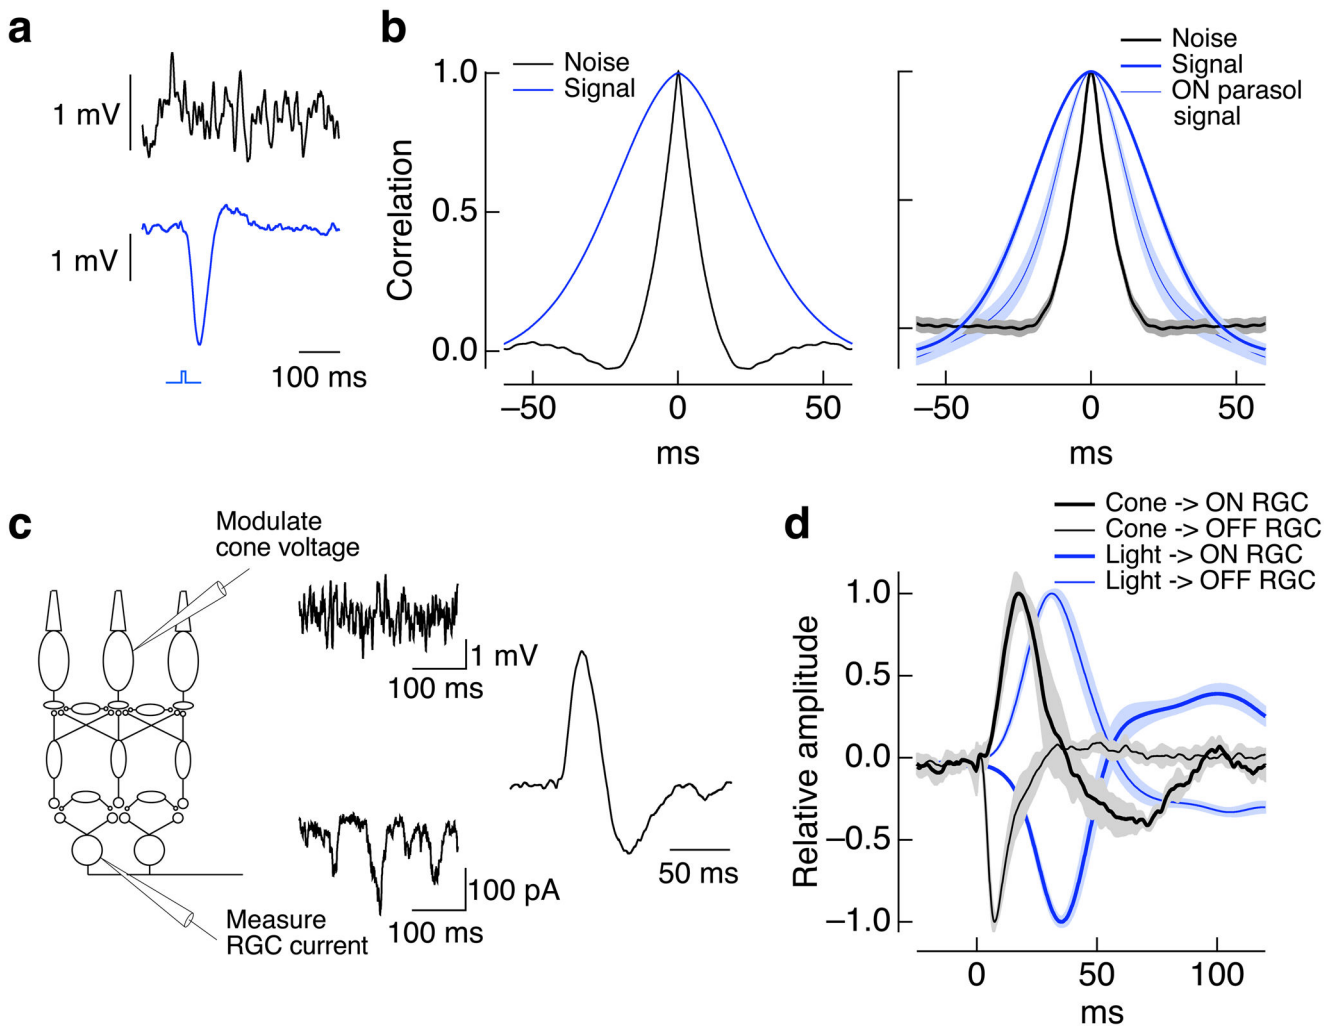 a
1 mV
1 mV
100 ms
b
Noise
Signal
1.0
0.5
0.0
Correlation
−50
0
50
ms
Noise
Signal
ON parasol
signal
−50
0
50
ms
c
Modulate
cone voltage
1 mV
100 ms
100 pA
100 ms
50 ms
Measure
RGC current
d
Cone -> ON RGC
Cone -> OFF RGC
Light -> ON RGC
Light -> OFF RGC
1.0
0.5
0.0
−0.5
−1.0
Relative amplitude
0
50
100
ms